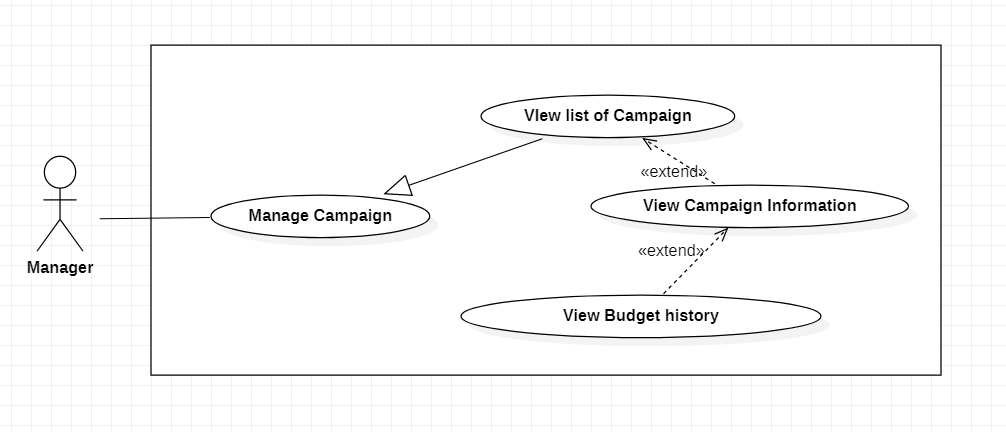 VIew list of Campaign
«extend»
View Campaign Information
Manage Campaign
«extend»
Manager
View Budget history